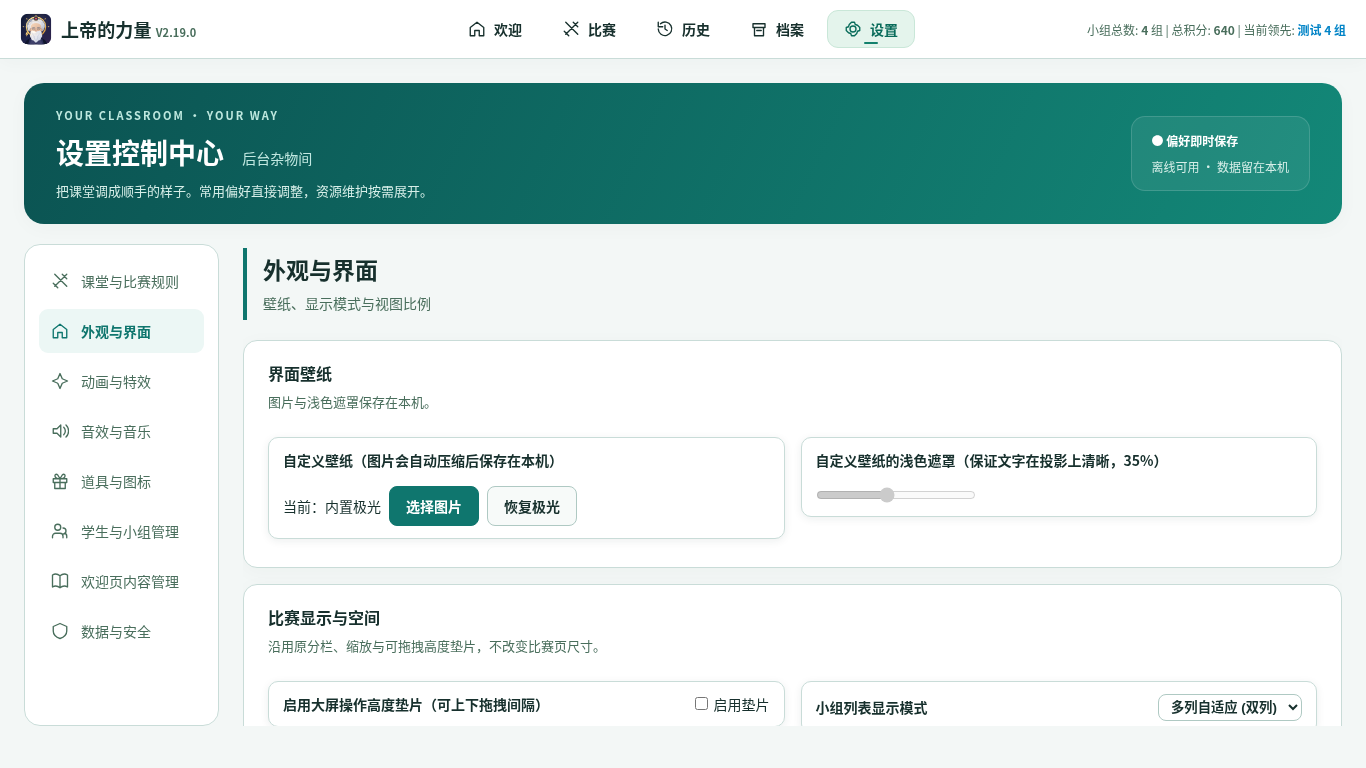 上帝的力量 V2.19.0
欢迎
比赛
历史
档案
设置
小组总数: 4 组 | 总积分: 640 | 当前领先: 测试 4 组
YOUR CLASSROOM · YOUR WAY
设置控制中心 后台杂物间
把课堂调成顺手的样子。常用偏好直接调整，资源维护按需展开。
偏好即时保存
离线可用 · 数据留在本机
课堂与比赛规则
外观与界面
动画与特效
音效与音乐
道具与图标
学生与小组管理
欢迎页内容管理
数据与安全
外观与界面
壁纸、显示模式与视图比例
界面壁纸
图片与浅色遮罩保存在本机。
自定义壁纸（图片会自动压缩后保存在本机）
当前：内置极光 选择图片 恢复极光
自定义壁纸的浅色遮罩（保证文字在投影上清晰，35%）
比赛显示与空间
沿用原分栏、缩放与可拖拽高度垫片，不改变比赛页尺寸。
启用大屏操作高度垫片（可上下拖拽间隔） 启用垫片
小组列表显示模式 多列自适应 (双列)